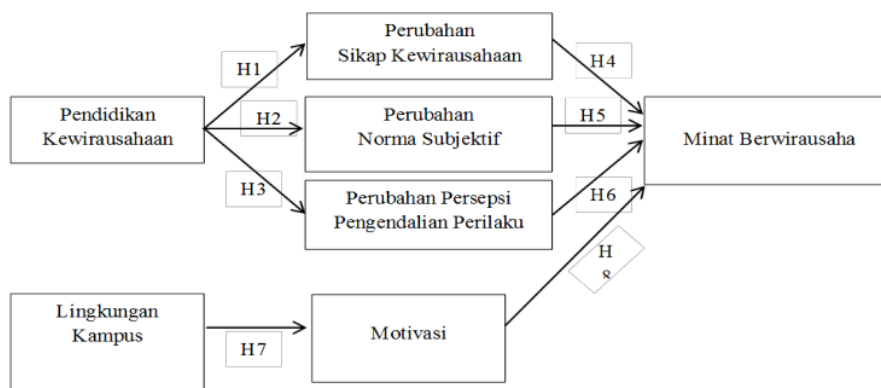 Perubahan
Sikap Kewirausahaan
H1
H4
Pendidikan
Kewirausahaan
H2
Perubahan
Norma Subjektif
H5
Minat Berwirausaha
H3
Perubahan Persepsi
Pengendalian Perilaku
H6
H
8
Lingkungan
Kampus
H7
Motivasi